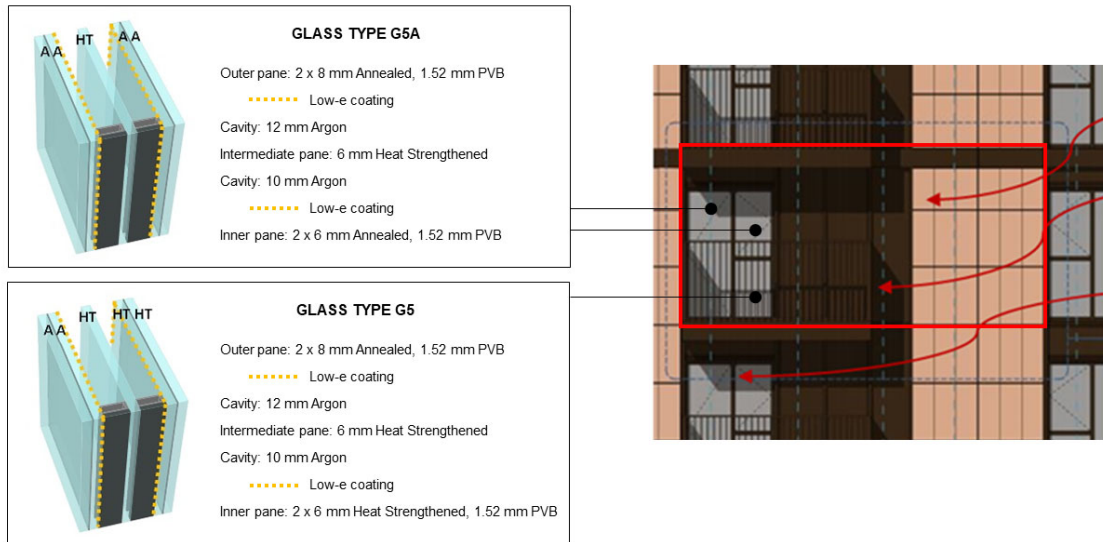 A A
HT
A A
GLASS TYPE G5A
Outer pane: 2 x 8 mm Annealed, 1.52 mm PVB
Low-e coating
Cavity: 12 mm Argon
Intermediate pane: 6 mm Heat Strengthened
Cavity: 10 mm Argon
Low-e coating
Inner pane: 2 x 6 mm Annealed, 1.52 mm PVB
A A
HT
HT HT
GLASS TYPE G5
Outer pane: 2 x 8 mm Annealed, 1.52 mm PVB
Low-e coating
Cavity: 12 mm Argon
Intermediate pane: 6 mm Heat Strengthened
Cavity: 10 mm Argon
Low-e coating
Inner pane: 2 x 6 mm Heat Strengthened, 1.52 mm PVB